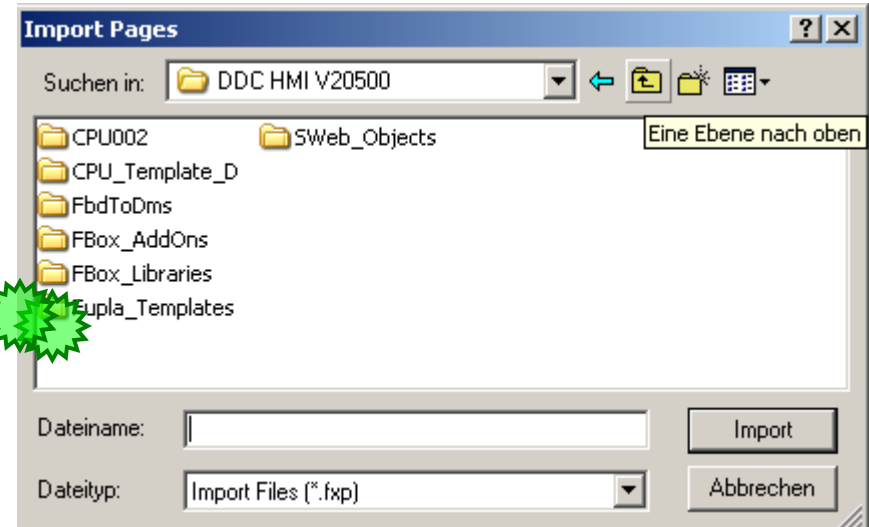 Import Pages
Suchen in: DDC HMI V20500
Eine Ebene nach oben
CPU002 SWeb_Objects
CPU_Template_D
FbdToDms
FBox_AddOns
FBox_Libraries
Fupla_Templates
Dateiname: Import
Dateityp: Import Files (*.fxp) Abbrechen